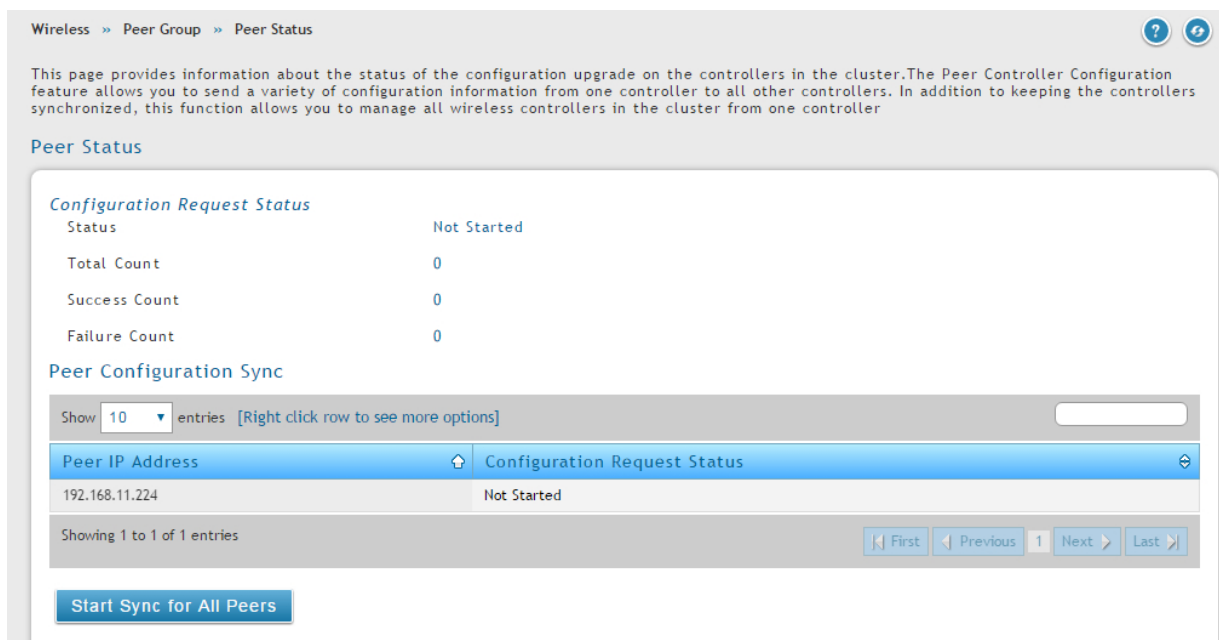 Wireless » Peer Group » Peer Status
?
This page provides information about the status of the configuration upgrade on the controllers in the cluster.The Peer Controller Configuration
feature allows you to send a variety of configuration information from one controller to all other controllers. In addition to keeping the controllers
synchronized, this function allows you to manage all wireless controllers in the cluster from one controller
Peer Status
Configuration Request Status
Status Not Started
Total Count 0
Success Count 0
Failure Count 0
Peer Configuration Sync
Show 10 entries [Right click row to see more options]
Peer IP Address Configuration Request Status
192.168.11.224 Not Started
Showing 1 to 1 of 1 entries First Previous 1 Next Last
Start Sync for All Peers